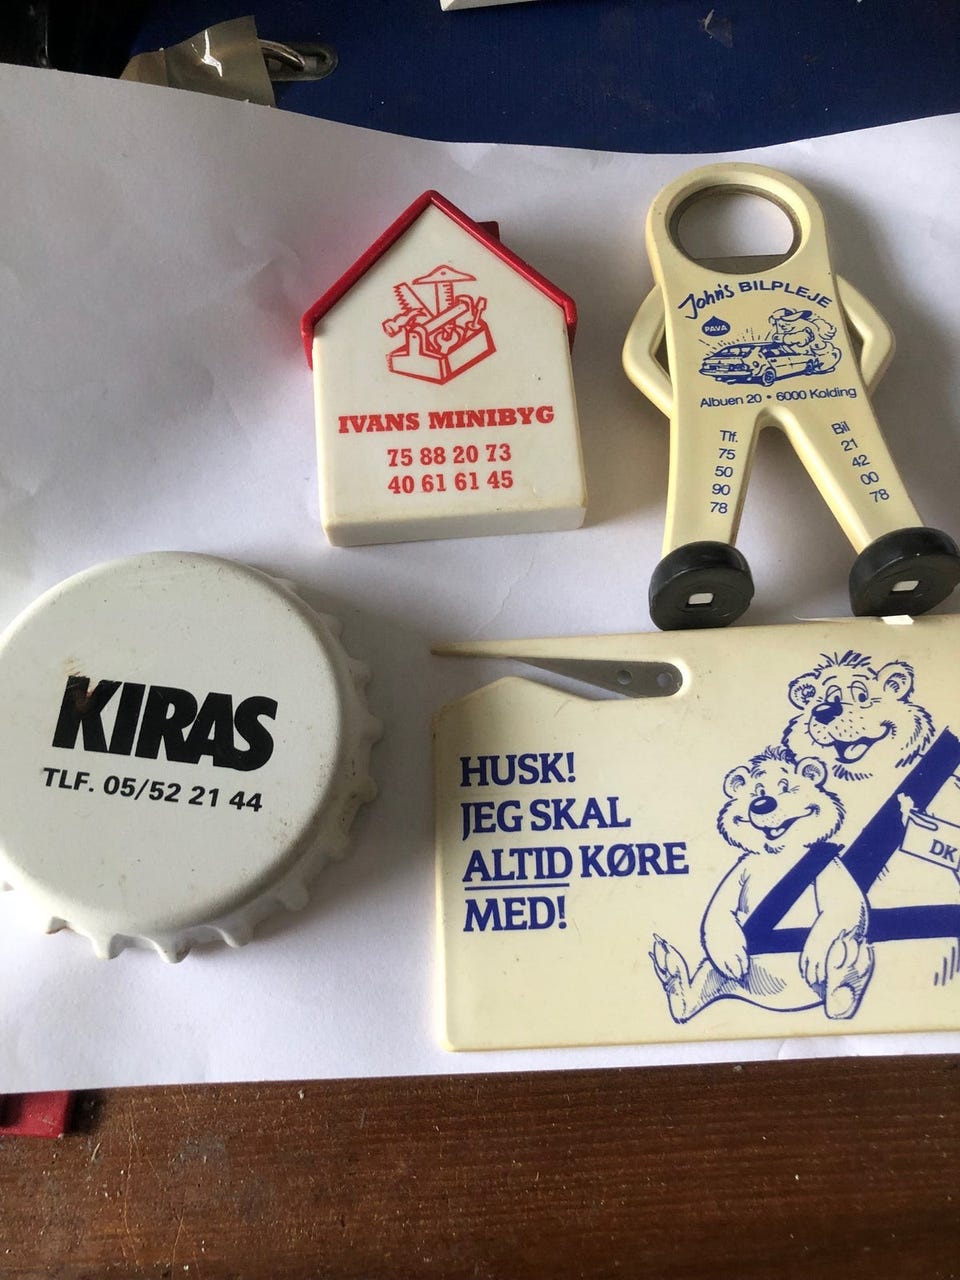 IVANS MINIBYG
75 88 20 73
40 61 61 45
John's BILPLEJE
PAVA
Albuen 20 • 6000 Kolding
Tlf.
75
50
90
78
Bil
21
42
00
78
KIRAS
TLF. 05/52 21 44
HUSK!
JEG SKAL
ALTID KØRE
MED!
DK